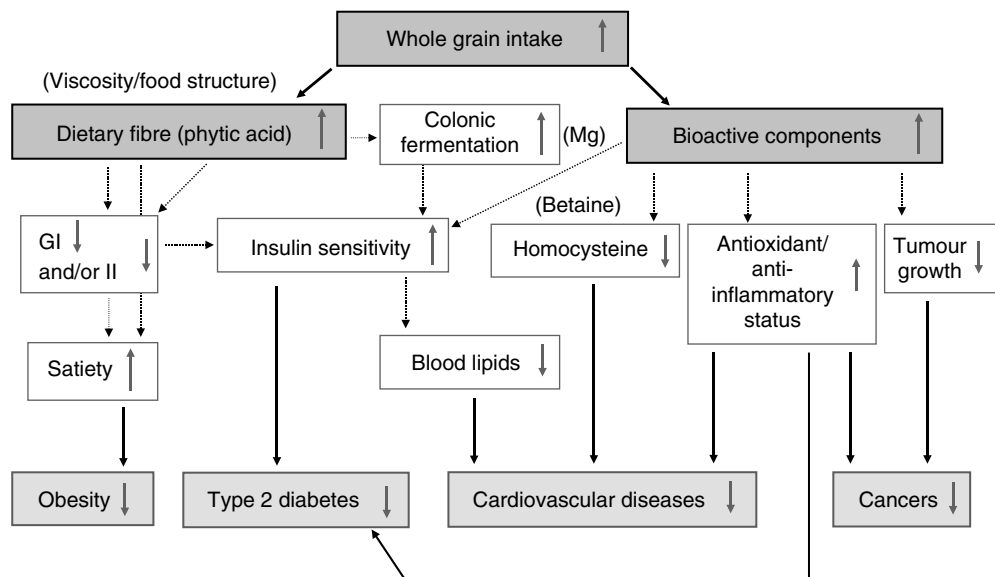 Whole grain intake
(Viscosity/food structure)
Dietary fibre (phytic acid)
Colonic
fermentation
(Mg)
Bioactive components
GI
and/or II
Insulin sensitivity
(Betaine)
Homocysteine
Antioxidant/
anti-
inflammatory
status
Tumour
growth
Satiety
Blood lipids
Obesity
Type 2 diabetes
Cardiovascular diseases
Cancers